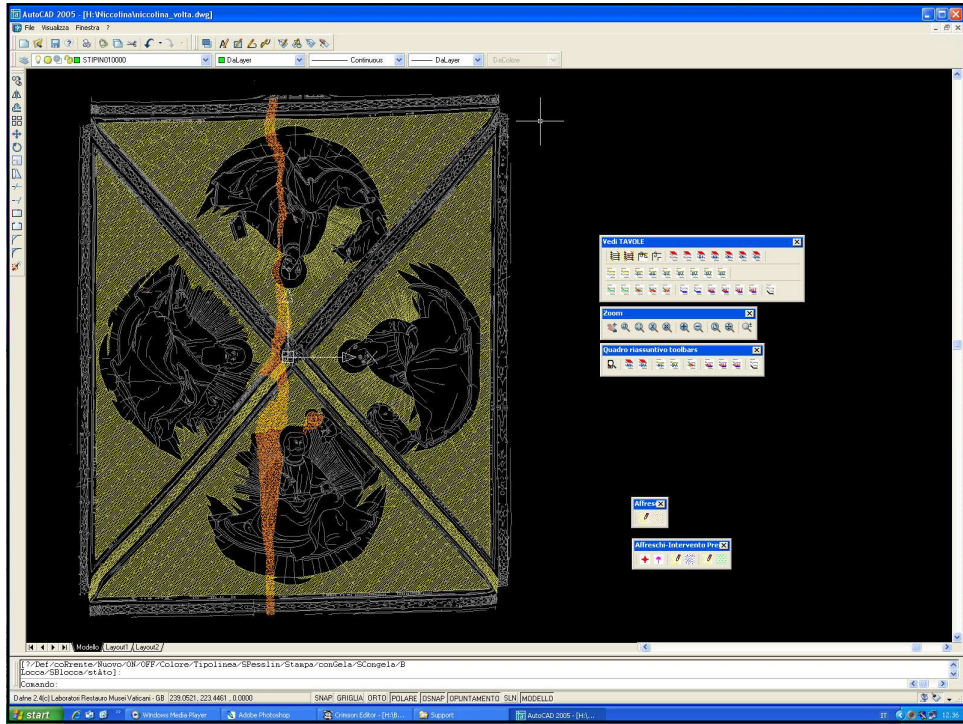 AutoCAD 2005 - [H:\Niccolina\niccolina_volta.dwg]
File Visualizza Finestra ?
STIPIN010000 DaLayer Continuous DaLayer DaColore
Vedi TAVOLE
Zoom
Quadro riassuntivo toolbars
Affres
Affreschi-Intervento Pre
Modello Layout1 Layout2
[?/Def/coRrente/Nuovo/ON/OFF/Colore/Tipolinea/SPesslin/Stampa/conGela/SCongela/B
Locca/SBlocca/stAto]:
Comando:
Dafne 2.4(c) Laboratori Restauro Musei Vaticani - GB 239.0521, 223.4461 , 0.0000 SNAP GRIGLIA ORTO POLARE OSNAP OPUNTAMENTO SLN MODELLO
start Windows Media Player Adobe Photoshop Crimson Editor - [H:\B... Support AutoCAD 2005 - [H:\... IT 12.36